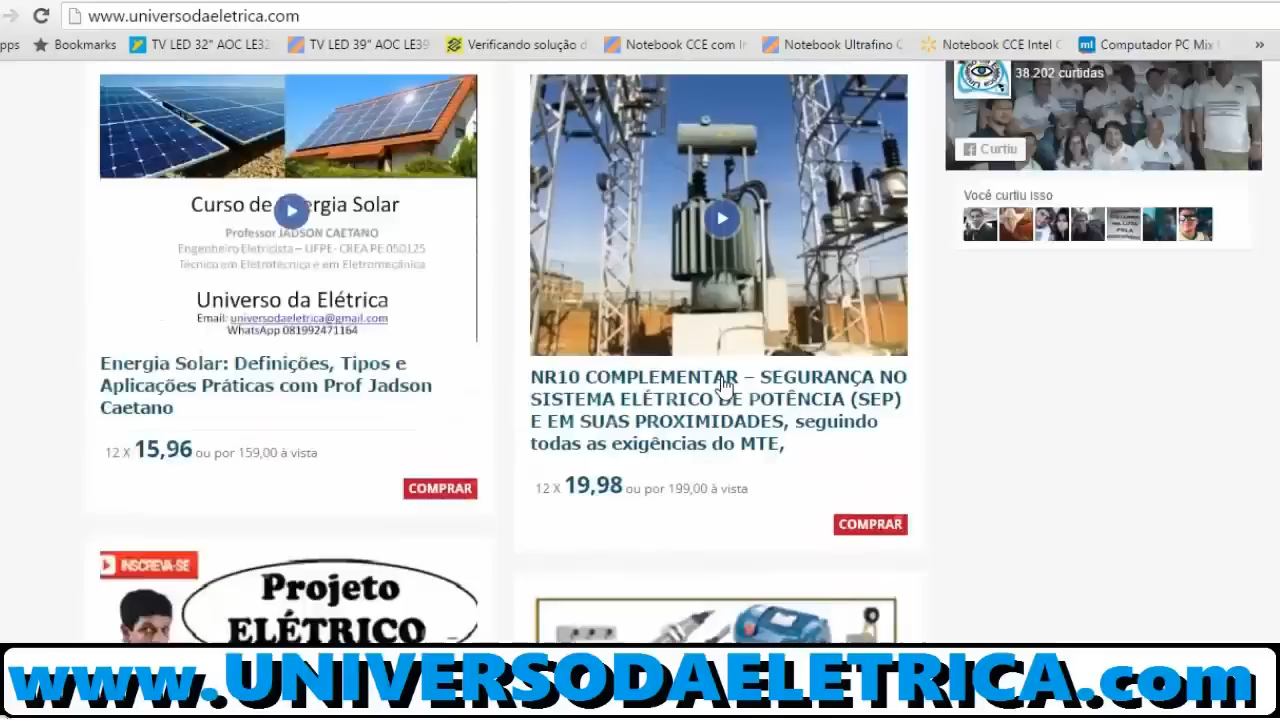 www.universodaeletrica.com
pps
Bookmarks
TV LED 32" AOC LE32
TV LED 39" AOC LE39
Verificando solução d
Notebook CCE com I
Notebook Ultrafino C
Notebook CCE Intel C
Computador PC Mix L
»
38.202 curtidas
Curtiu
Você curtiu isso
Curso de Energia Solar
Professor JADSON CAETANO
Engenheiro Eletricista – UFPE- CREA PE 050125
Técnico em Eletrotécnica e em Eletromecânica
Universo da Elétrica
Email: universodaeletrica@gmail.com
WhatsApp 081992471164
Energia Solar: Definições, Tipos e
Aplicações Práticas com Prof Jadson
Caetano
12 X 15,96 ou por 159,00 à vista
COMPRAR
NR10 COMPLEMENTAR – SEGURANÇA NO
SISTEMA ELÉTRICO DE POTÊNCIA (SEP)
E EM SUAS PROXIMIDADES, seguindo
todas as exigências do MTE,
12 X 19,98 ou por 199,00 à vista
COMPRAR
INSCREVA-SE
Projeto
ELÉTRICO
www.UNIVERSODAELETRICA.com